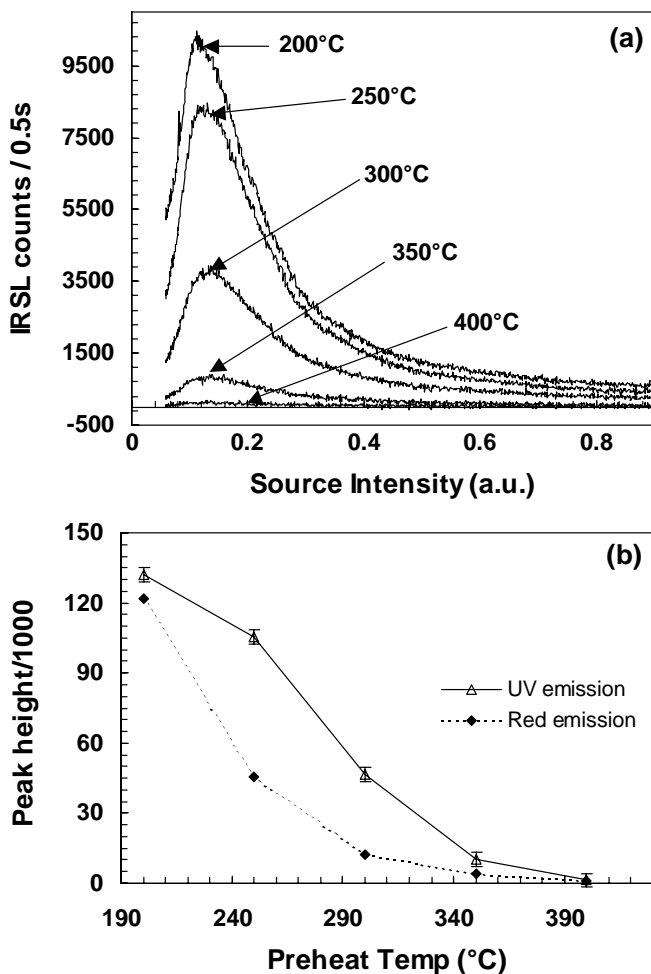 (a)
IRSL counts / 0.5s
9500
7500
5500
3500
1500
-500
200°C
250°C
300°C
350°C
400°C
0
0.2
0.4
0.6
0.8
Source Intensity (a.u.)
(b)
Peak height/1000
150
120
90
60
30
0
UV emission
Red emission
190
240
290
340
390
Preheat Temp (°C)